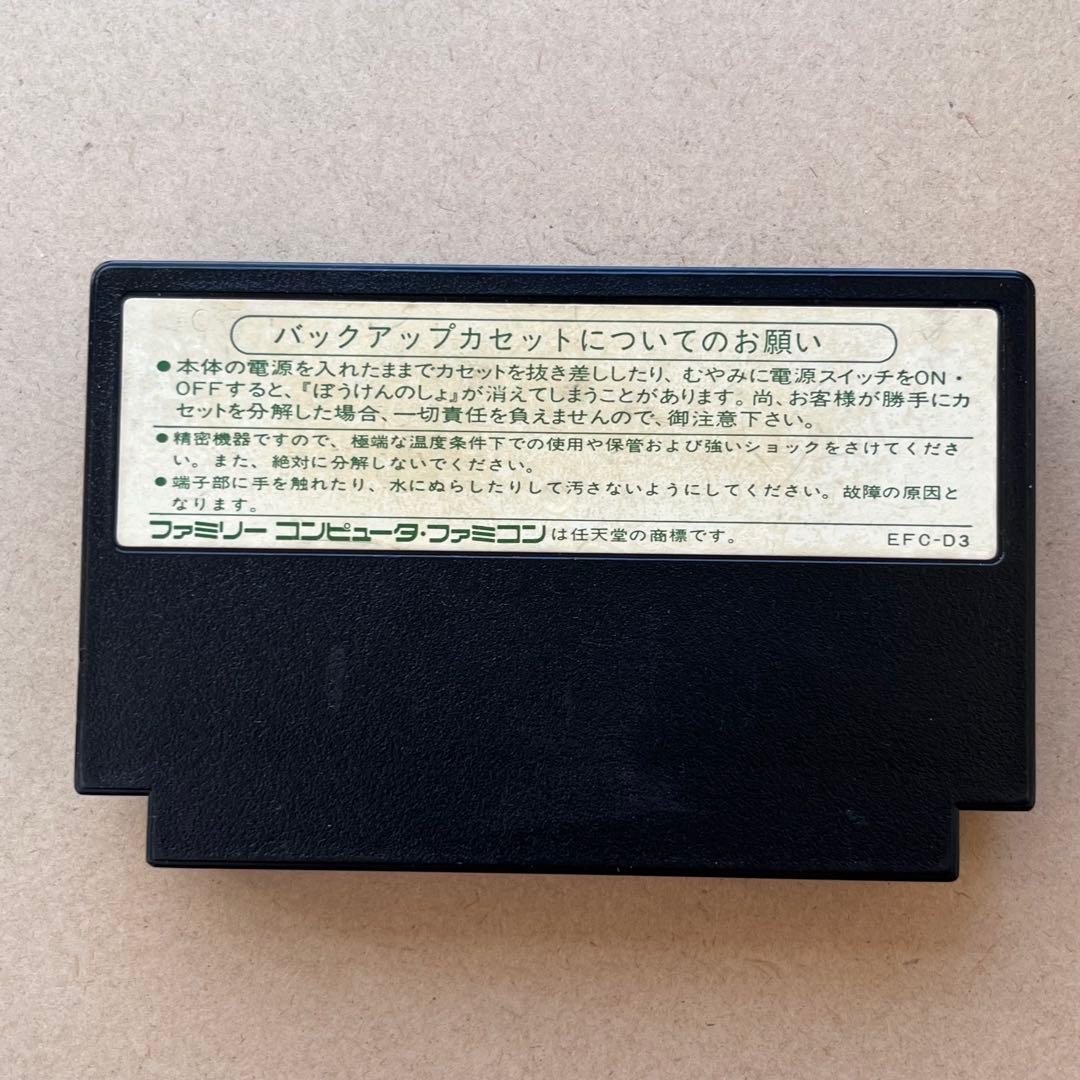 バックアップカセットについてのお願い
●本体の電源を入れたままでカセットを抜き差ししたり、むやみに電源スイッチをON・
OFFすると、『ぼうけんのしょ』が消えてしまうことがあります。尚、お客様が勝手にカ
セットを分解した場合、一切責任を負えませんので、御注意下さい。
●精密機器ですので、極端な温度条件下での使用や保管および強いショックをさけてくださ
い。また、絶対に分解しないでください。
●端子部に手を触れたり、水にぬらしたりして汚さないようにしてください。故障の原因と
なります。
ファミリー コンピュータ・ファミコンは任天堂の商標です。
EFC-D3